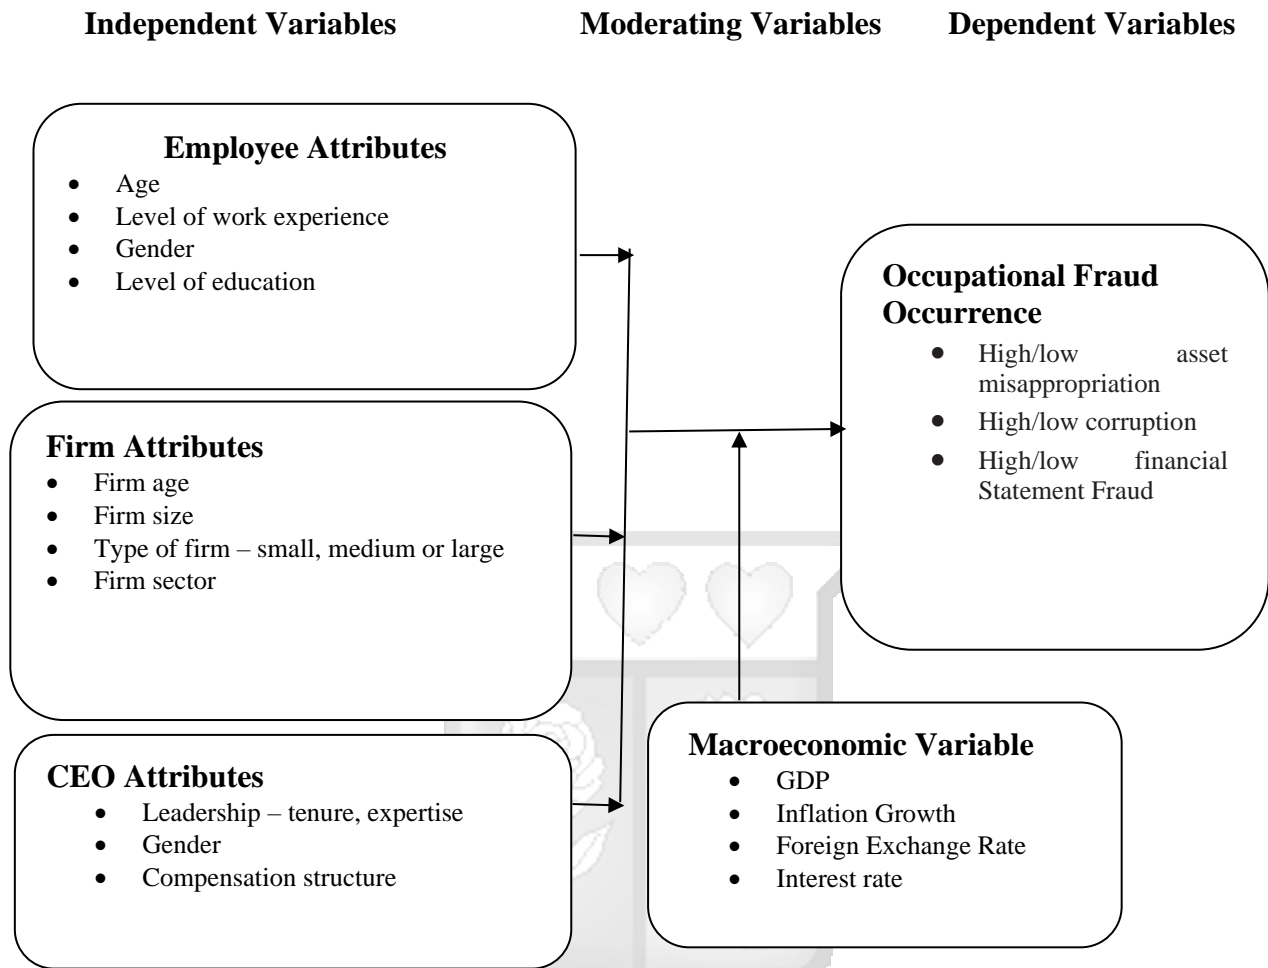 Independent Variables
Moderating Variables
Dependent Variables
Employee Attributes
• Age
• Level of work experience
• Gender
• Level of education
Firm Attributes
• Firm age
• Firm size
• Type of firm – small, medium or large
• Firm sector
CEO Attributes
• Leadership – tenure, expertise
• Gender
• Compensation structure
Macroeconomic Variable
• GDP
• Inflation Growth
• Foreign Exchange Rate
• Interest rate
Occupational Fraud
Occurrence
• High/low asset
misappropriation
• High/low corruption
• High/low financial
Statement Fraud